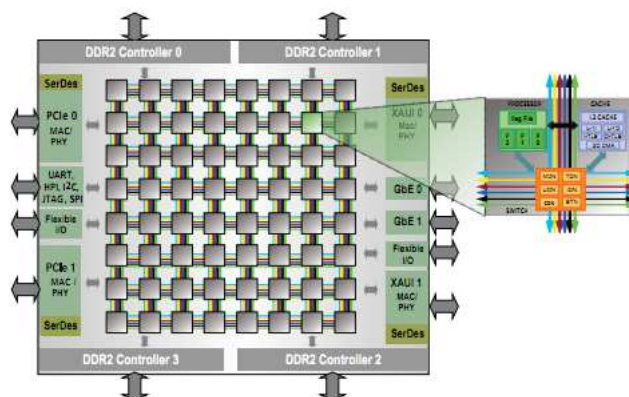 DDR2 Controller 0
DDR2 Controller 1
SerDes
PCIe 0
MAC/
PHY
UART,
HPI, I2C,
JTAG, SPI
Flexible
I/O
PCIe 1
MAC/
PHY
SerDes
SerDes
XAUI 0
Mac/
PHY
GbE 0
GbE 1
Flexible
I/O
XAUI 1
MAC/
PHY
SerDes
DDR2 Controller 3
DDR2 Controller 2
PROCESSOR
CACHE
Reg File
L2 CACHE
SWITCH